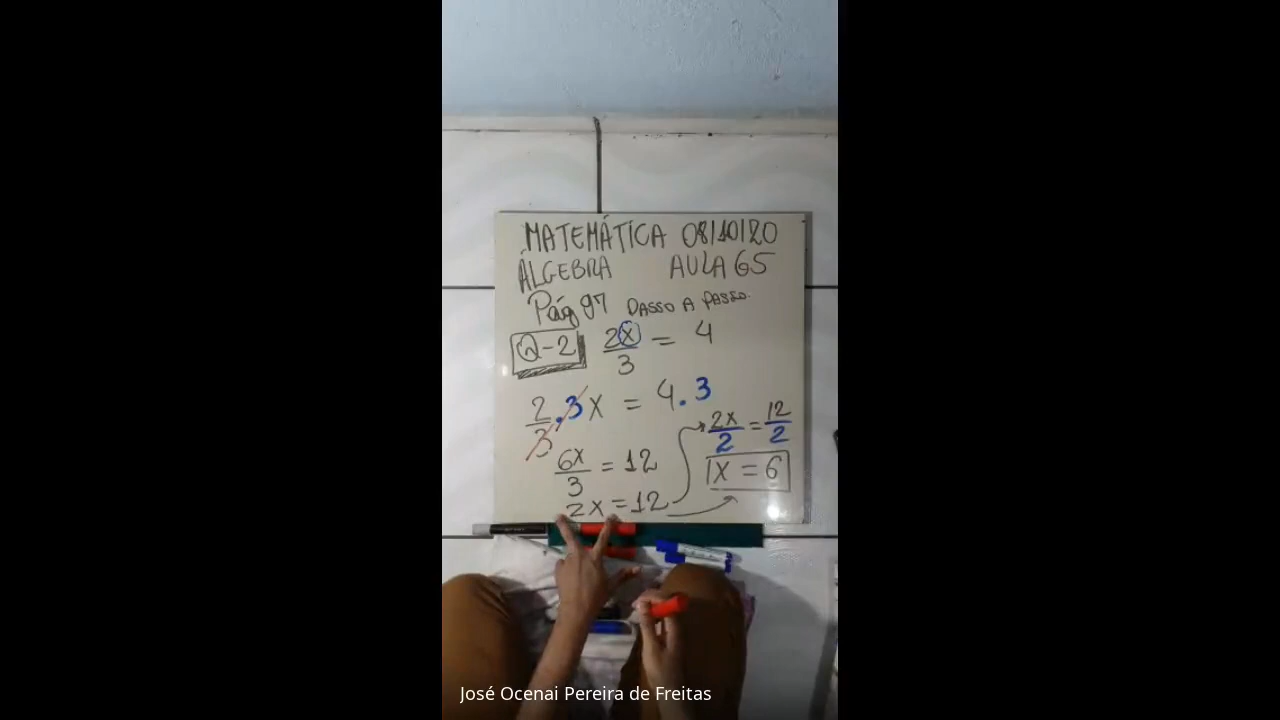 MATEMÁTICA 08/10/20
ÁLGEBRA AULA 65
Pág 97 PASSO A PASSO.
Q-2 2x/3 = 4
2/3 . 3x = 4 . 3
6x/3 = 12
2x = 12
2x/2 = 12/2
x = 6
José Ocenai Pereira de Freitas